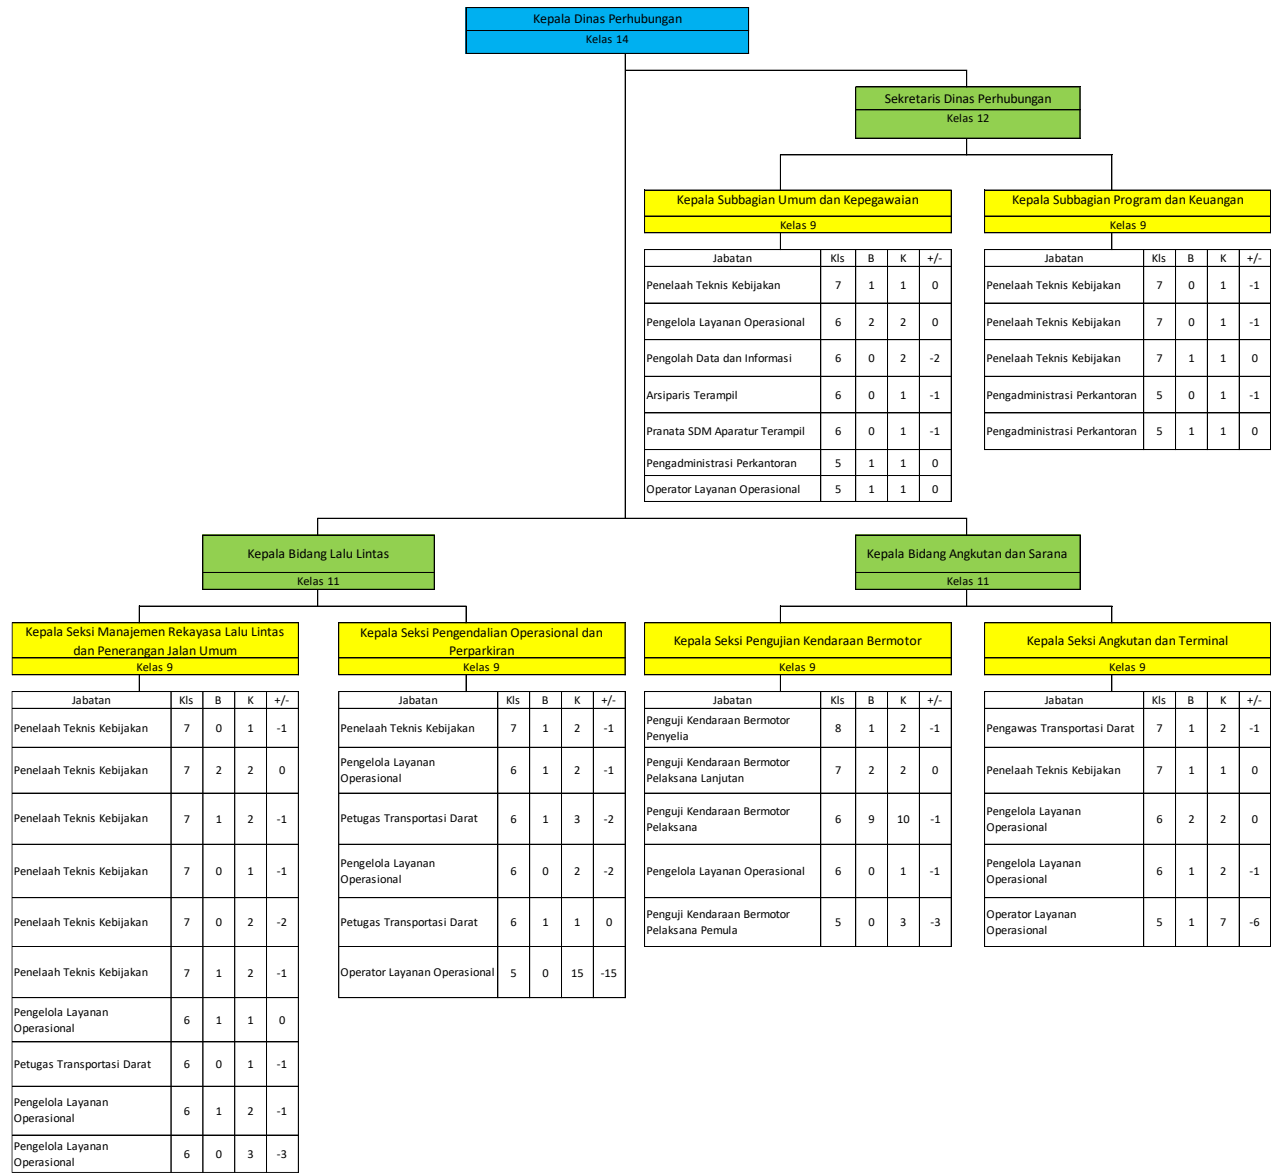 Kepala Dinas Perhubungan
Kelas 14
Sekretaris Dinas Perhubungan
Kelas 12
Kepala Subbagian Umum dan Kepegawaian
Kelas 9
Jabatan Kls B K +/-
Penelaah Teknis Kebijakan 7 1 1 0
Pengelola Layanan Operasional 6 2 2 0
Pengolah Data dan Informasi 6 0 2 -2
Arsiparis Terampil 6 0 1 -1
Pranata SDM Aparatur Terampil 6 0 1 -1
Pengadministrasi Perkantoran 5 1 1 0
Operator Layanan Operasional 5 1 1 0
Kepala Subbagian Program dan Keuangan
Kelas 9
Jabatan Kls B K +/-
Penelaah Teknis Kebijakan 7 0 1 -1
Penelaah Teknis Kebijakan 7 0 1 -1
Penelaah Teknis Kebijakan 7 1 1 0
Pengadministrasi Perkantoran 5 0 1 -1
Pengadministrasi Perkantoran 5 1 1 0
Kepala Bidang Lalu Lintas
Kelas 11
Kepala Bidang Angkutan dan Sarana
Kelas 11
Kepala Seksi Manajemen Rekayasa Lalu Lintas
dan Penerangan Jalan Umum
Kelas 9
Jabatan Kls B K +/-
Penelaah Teknis Kebijakan 7 0 1 -1
Penelaah Teknis Kebijakan 7 2 2 0
Penelaah Teknis Kebijakan 7 1 2 -1
Penelaah Teknis Kebijakan 7 0 1 -1
Penelaah Teknis Kebijakan 7 0 2 -2
Penelaah Teknis Kebijakan 7 1 2 -1
Pengelola Layanan
Operasional 6 1 1 0
Petugas Transportasi Darat 6 0 1 -1
Pengelola Layanan
Operasional 6 1 2 -1
Pengelola Layanan
Operasional 6 0 3 -3
Kepala Seksi Pengendalian Operasional dan
Perparkiran
Kelas 9
Jabatan Kls B K +/-
Penelaah Teknis Kebijakan 7 1 2 -1
Pengelola Layanan
Operasional 6 1 2 -1
Petugas Transportasi Darat 6 1 3 -2
Pengelola Layanan
Operasional 6 0 2 -2
Petugas Transportasi Darat 6 1 1 0
Operator Layanan Operasional 5 0 15 -15
Kepala Seksi Pengujian Kendaraan Bermotor
Kelas 9
Jabatan Kls B K +/-
Penguji Kendaraan Bermotor
Penyelia 8 1 2 -1
Penguji Kendaraan Bermotor
Pelaksana Lanjutan 7 2 2 0
Penguji Kendaraan Bermotor
Pelaksana 6 9 10 -1
Pengelola Layanan Operasional 6 0 1 -1
Penguji Kendaraan Bermotor
Pelaksana Pemula 5 0 3 -3
Kepala Seksi Angkutan dan Terminal
Kelas 9
Jabatan Kls B K +/-
Pengawas Transportasi Darat 7 1 2 -1
Penelaah Teknis Kebijakan 7 1 1 0
Pengelola Layanan
Operasional 6 2 2 0
Pengelola Layanan
Operasional 6 1 2 -1
Operator Layanan
Operasional 5 1 7 -6